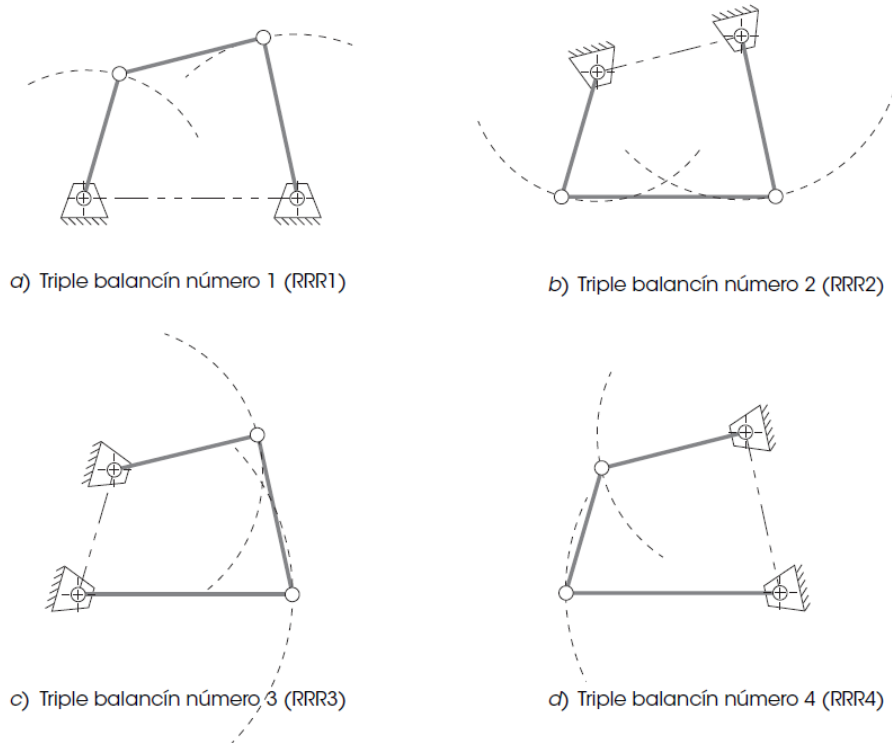 a) Triple balancín número 1 (RRR1)
b) Triple balancín número 2 (RRR2)
c) Triple balancín número 3 (RRR3)
d) Triple balancín número 4 (RRR4)